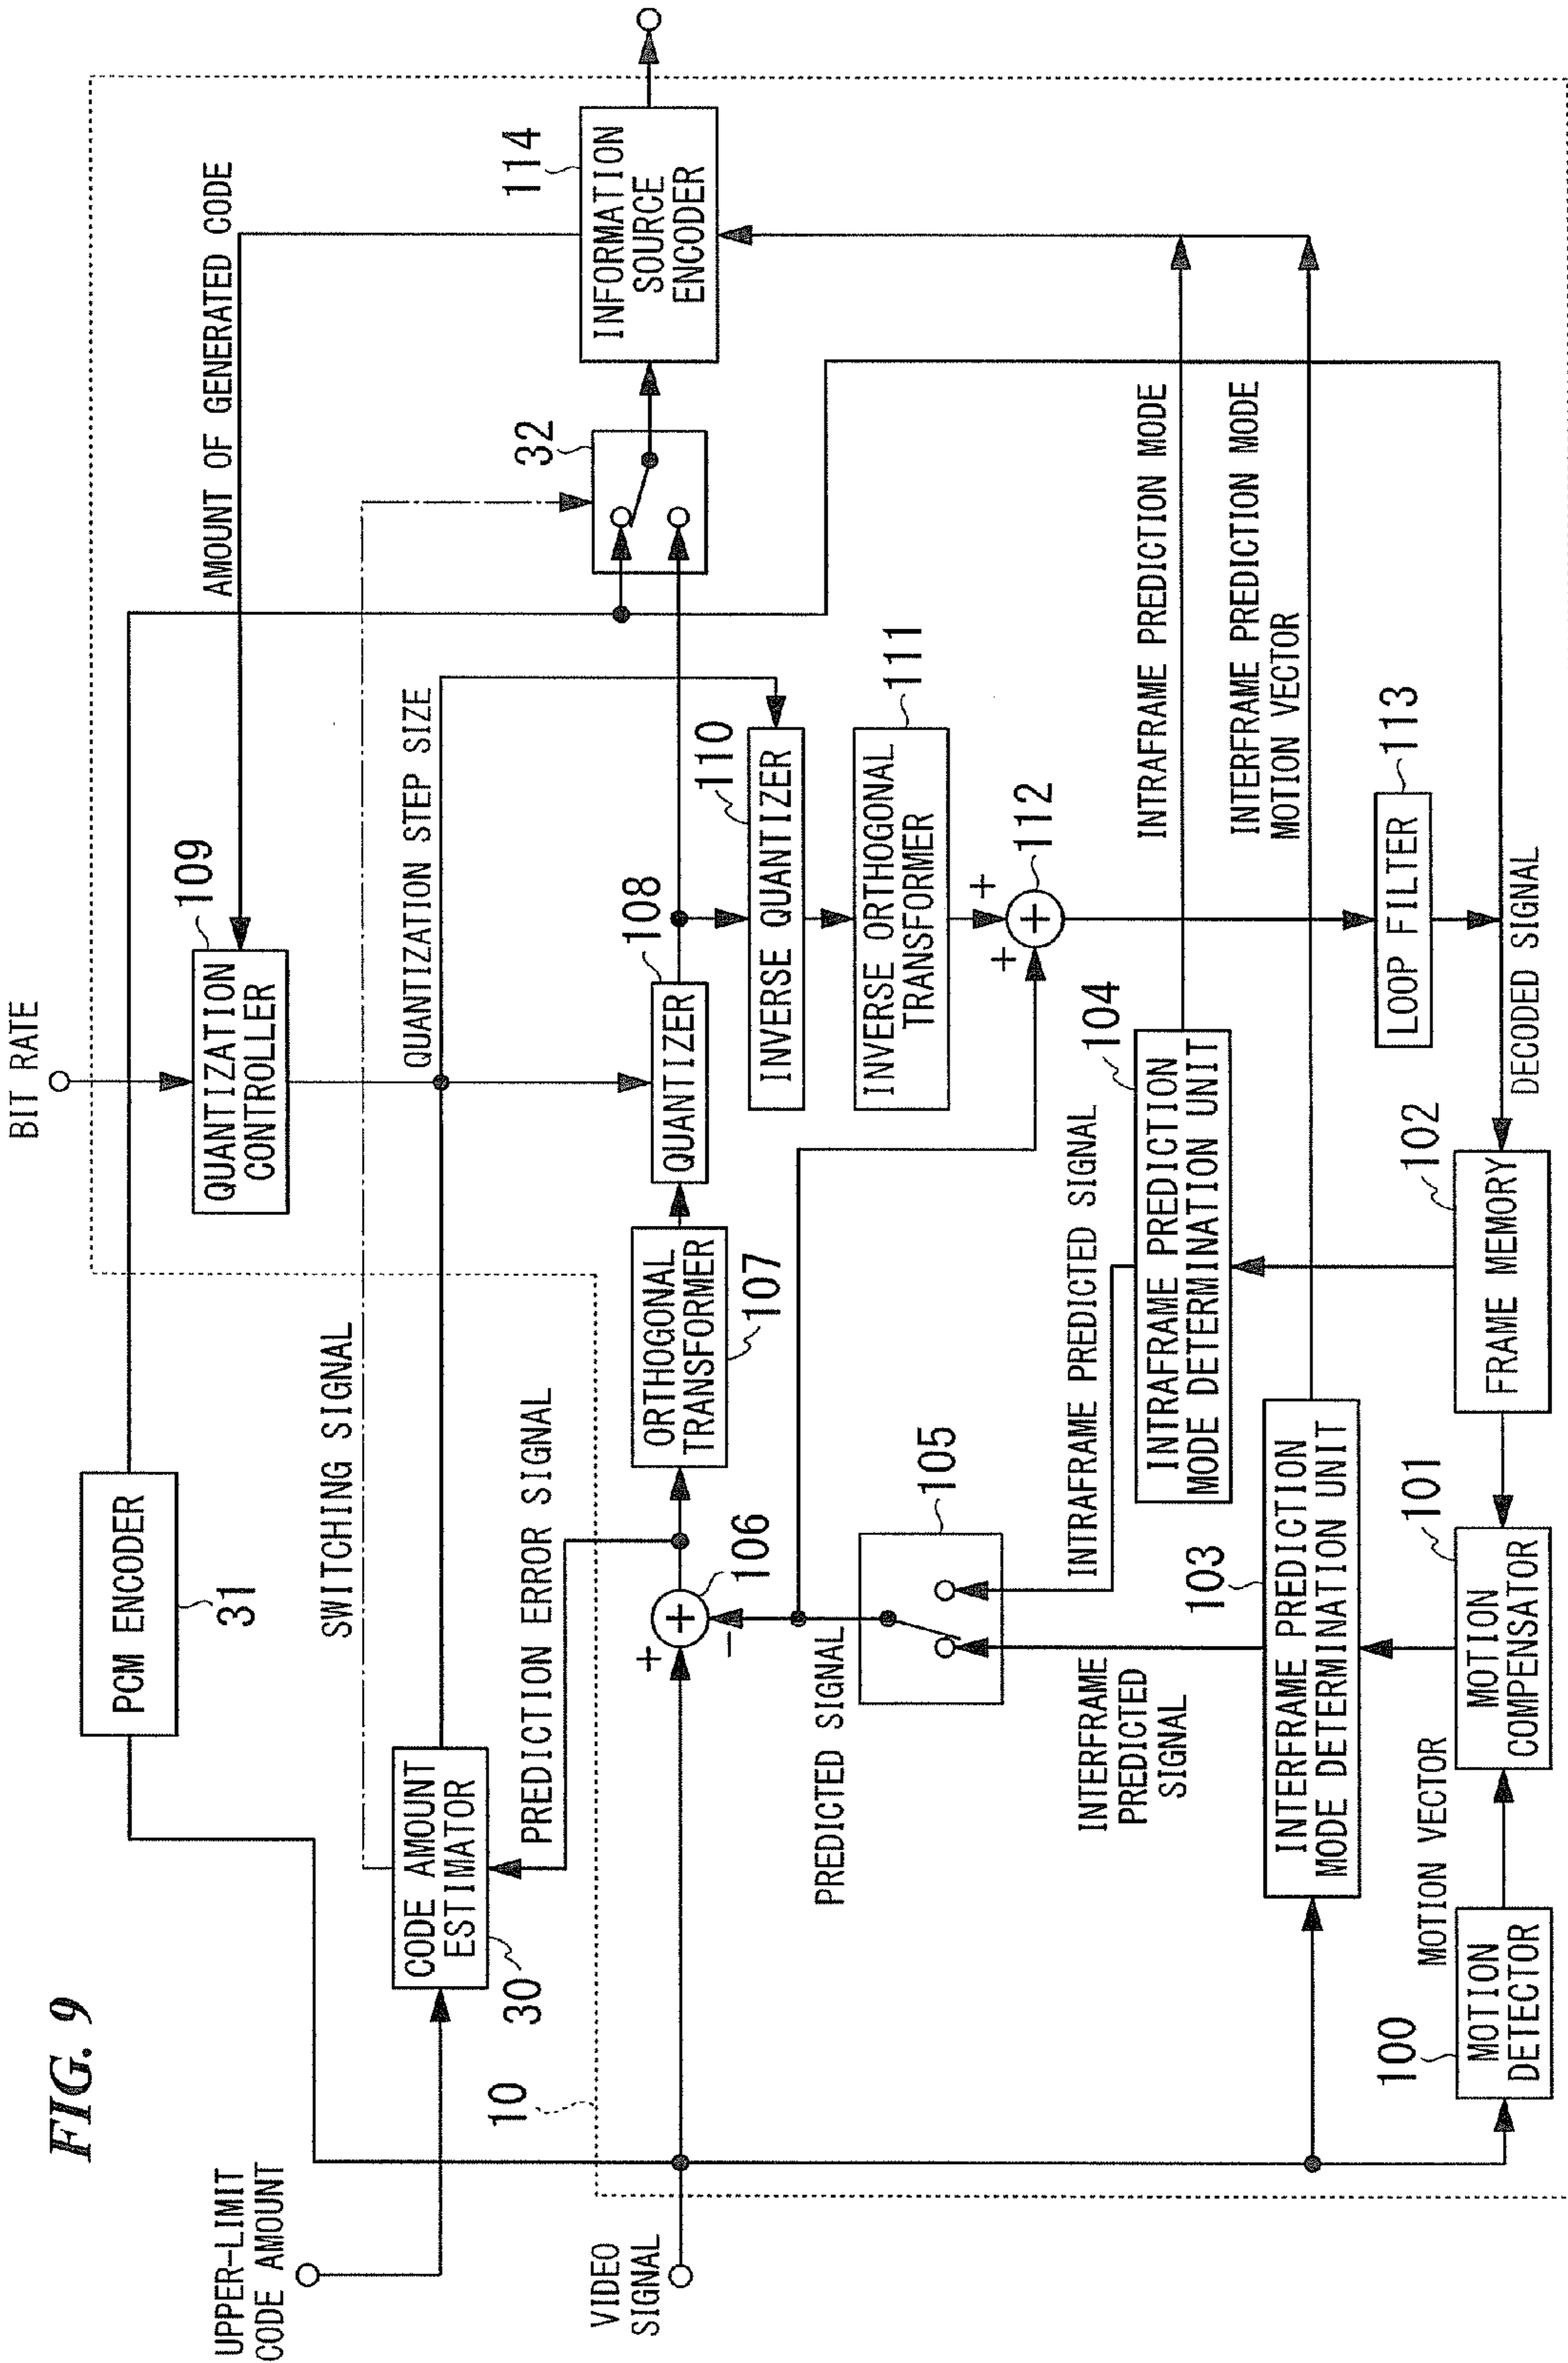 FIG. 9
UPPER-LIMIT
CODE AMOUNT
VIDEO
SIGNAL
10
PCM ENCODER
31
SWITCHING SIGNAL
CODE AMOUNT
ESTIMATOR
30
PREDICTION ERROR SIGNAL
BIT RATE
QUANTIZATION
CONTROLLER
109
AMOUNT OF GENERATED CODE
QUANTIZATION STEP SIZE
+
-
+
106
ORTHOGONAL
TRANSFORMER
107
QUANTIZER
108
32
INFORMATION
SOURCE
ENCODER
114
INVERSE QUANTIZER
110
INVERSE ORTHOGONAL
TRANSFORMER
111
+
+
+
112
PREDICTED SIGNAL
105
INTERFRAME
PREDICTED
SIGNAL
INTRAFRAME PREDICTED SIGNAL
INTRAFRAME PREDICTION
MODE DETERMINATION UNIT
104
INTRAFRAME PREDICTION MODE
INTERFRAME PREDICTION
MODE DETERMINATION UNIT
103
INTERFRAME PREDICTION MODE
MOTION VECTOR
LOOP FILTER
113
MOTION
DETECTOR
100
MOTION VECTOR
MOTION
COMPENSATOR
101
FRAME MEMORY
102
DECODED SIGNAL